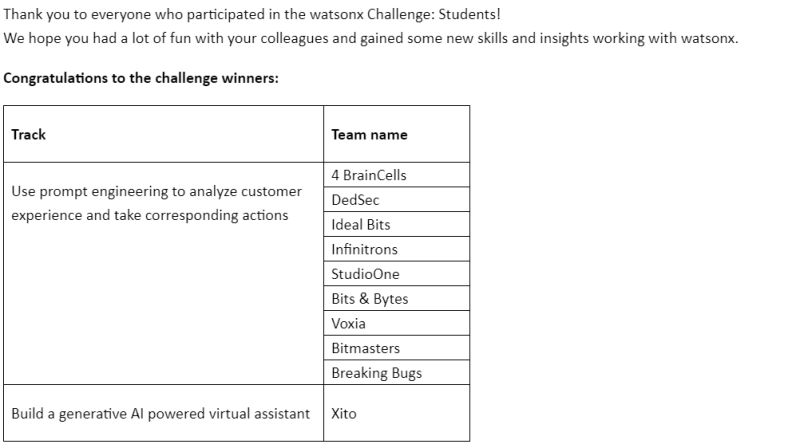 Thank you to everyone who participated in the watsonx Challenge: Students!
We hope you had a lot of fun with your colleagues and gained some new skills and insights working with watsonx.
Congratulations to the challenge winners:
Track
Team name
Use prompt engineering to analyze customer
experience and take corresponding actions
4 BrainCells
DedSec
Ideal Bits
Infinitrons
StudioOne
Bits & Bytes
Voxia
Bitmasters
Breaking Bugs
Build a generative AI powered virtual assistant
Xito